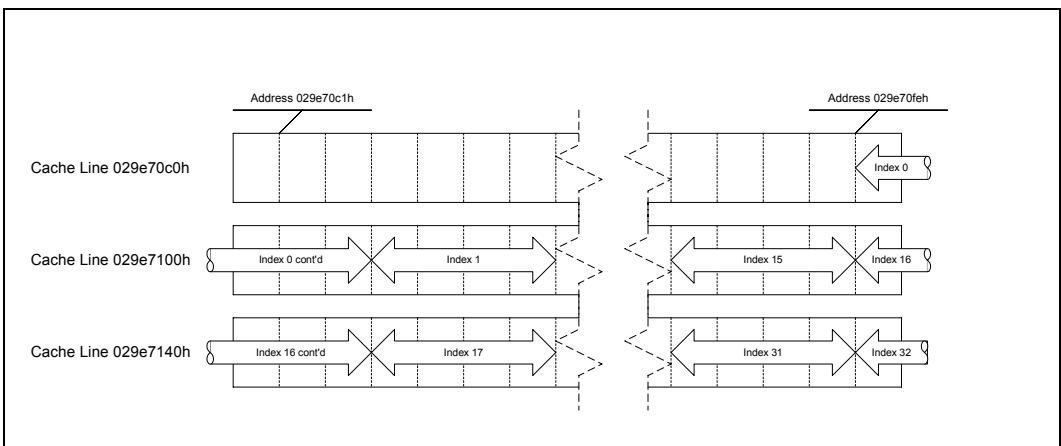 Address 029e70c1h
Address 029e70feh
Cache Line 029e70c0h
Index 0
Cache Line 029e7100h
Index 0 cont'd
Index 1
Index 15
Index 16
Cache Line 029e7140h
Index 16 cont'd
Index 17
Index 31
Index 32